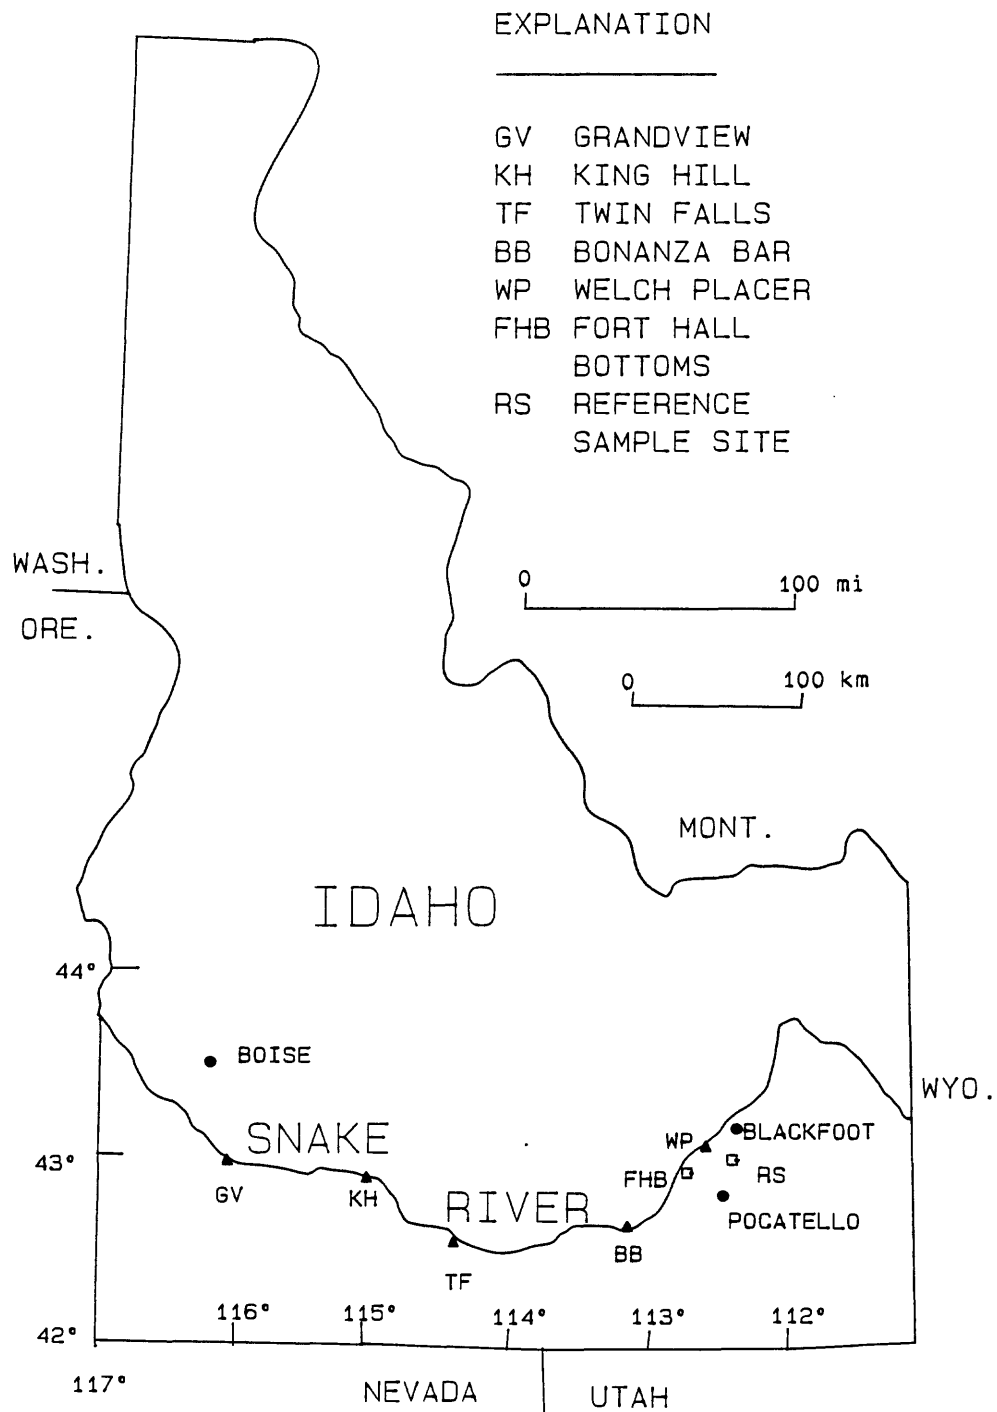 EXPLANATION
GV GRANDVIEW
KH KING HILL
TF TWIN FALLS
BB BONANZA BAR
WP WELCH PLACER
FHB FORT HALL
BOTTOMS
RS REFERENCE
SAMPLE SITE
WASH.
ORE.
0 100 mi
0 100 km
MONT.
IDAHO
44°
BOISE
WYO.
SNAKE
WP BLACKFOOT
43°
FHB RS
GV KH
RIVER
POCATELLO
BB
TF
116° 115° 114° 113° 112°
42°
117°
NEVADA UTAH